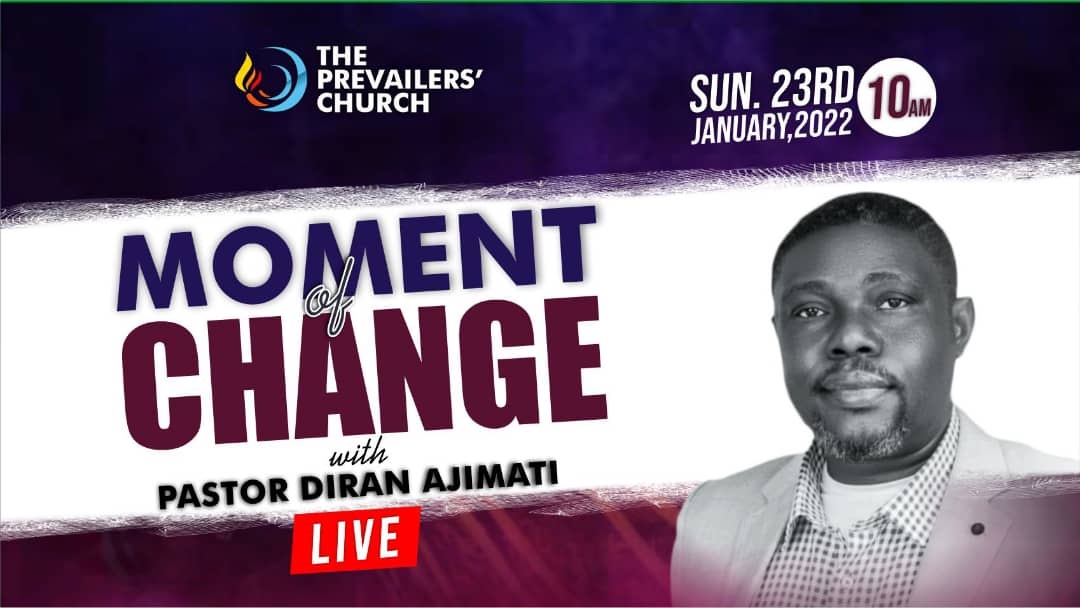 THE
PREVAILERS'
CHURCH
SUN. 23RD
JANUARY,2022
10AM
MOMENT
of
CHANGE
with
PASTOR DIRAN AJIMATI
LIVE